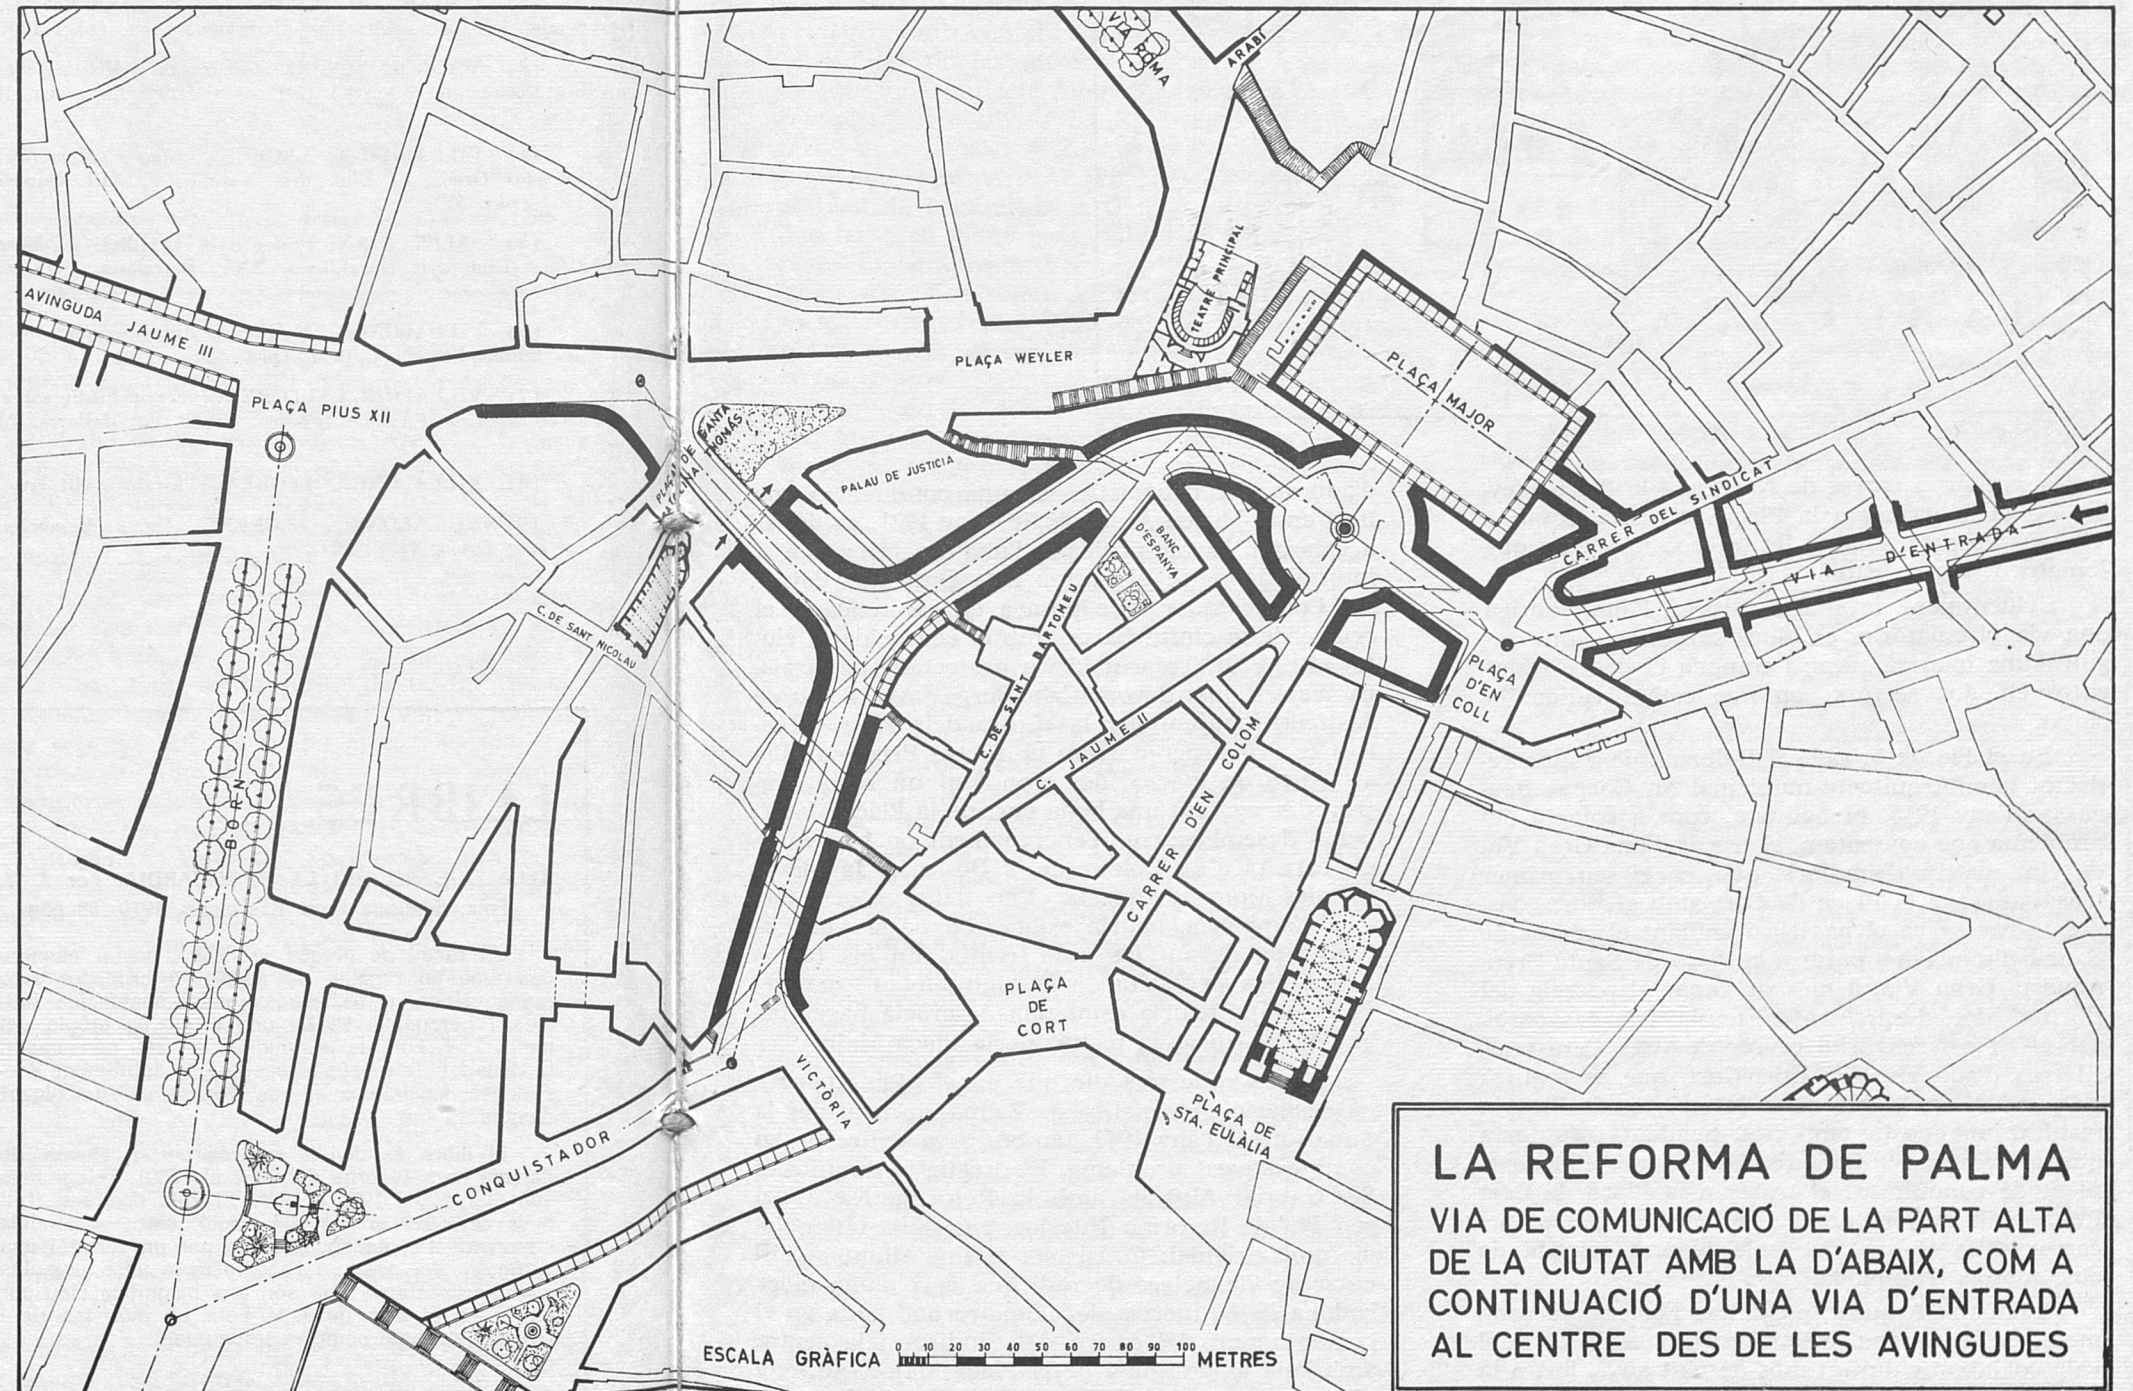 VIA ROMA
ARABÍ
TEATRE PRINCIPAL
AVINGUDA JAUME III
PLAÇA WEYLER
PLAÇA MAJOR
PLAÇA PIUS XII
PLAÇA DE
SANTA
PALAU DE JUSTICIA
CARRER DEL SINDICAT
BANC
D'ESPANYA
VIA D'ENTRADA
C. DE SANT NICOLAU
C. DE SANT BARTOMEU
PLAÇA
D'EN
COLL
C. JAUME II
BORN
CARRER D'EN COLOM
PLAÇA
DE
CORT
VICTÒRIA
PLAÇA DE
STA. EULÀLIA
CONQUISTADOR
LA REFORMA DE PALMA
VIA DE COMUNICACIÓ DE LA PART ALTA
DE LA CIUTAT AMB LA D'ABAIX, COM A
CONTINUACIÓ D'UNA VIA D'ENTRADA
AL CENTRE DES DE LES AVINGUDES
ESCALA GRÀFICA 0 10 20 30 40 50 60 70 80 90 100 METRES